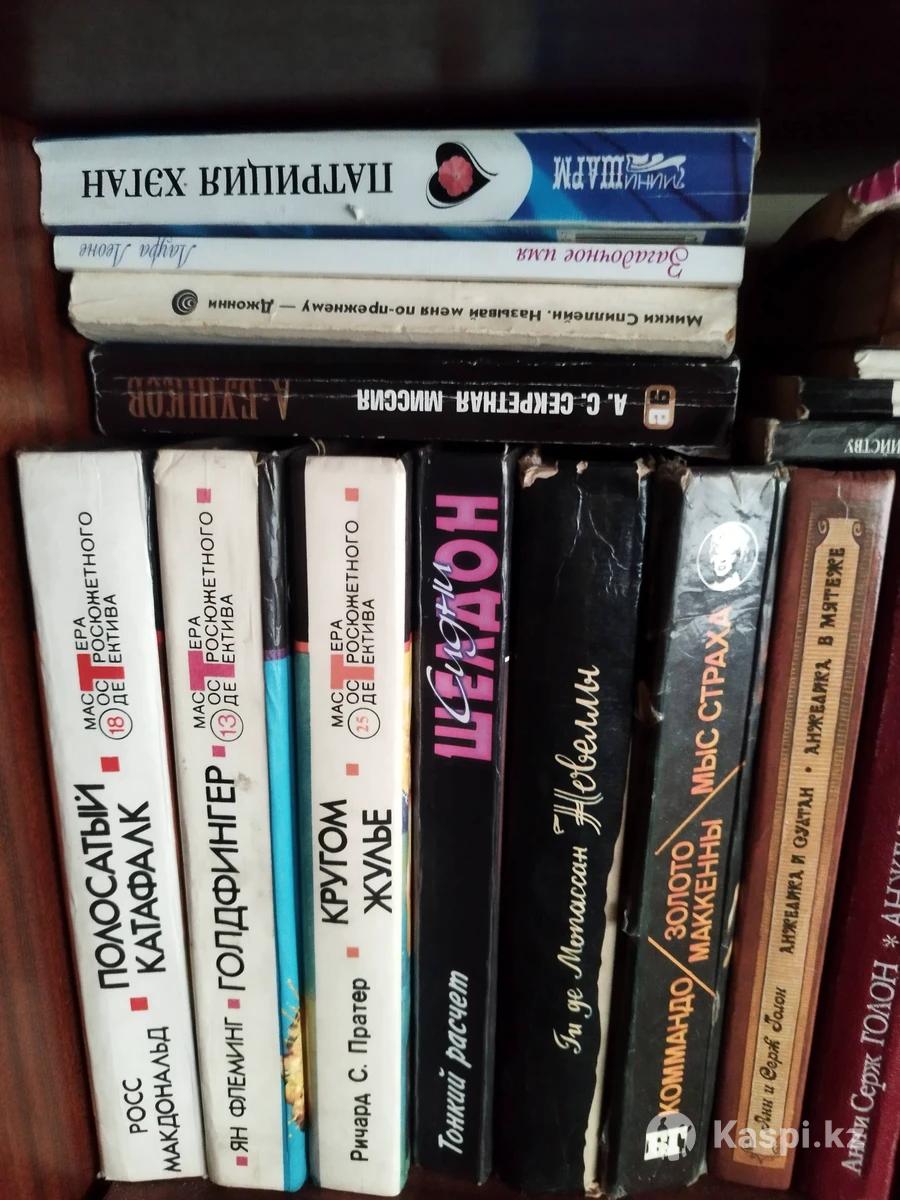 ПАТРИЦИЯ ХЭГАН
МИНИ
ШАРМ
Лаура Леоне
Загадочное имя
Микки Спиллейн. Называй меня по-прежнему — Джонни
А. БУШКОВ
А. С. СЕКРЕТНАЯ МИССИЯ
РОСС
МАКДОНАЛЬД
ПОЛОСАТЫЙ
КАТАФАЛК
18
МАСТЕРА
ОСТРОСЮЖЕТНОГО
ДЕТЕКТИВА
ЯН ФЛЕМИНГ
ГОЛДФИНГЕР
13
МАСТЕРА
ОСТРОСЮЖЕТНОГО
ДЕТЕКТИВА
Ричард С. Пратер
КРУГОМ
ЖУЛЬЕ
25
МАСТЕРА
ОСТРОСЮЖЕТНОГО
ДЕТЕКТИВА
Тонкий расчет
Сидни
ШЕЛДОН
Ги де Мопассан Новеллы
КОММАНДО/ЗОЛОТО МАККЕННЫ/МЫС СТРАХА
Анн и Серж Голон АНЖЕЛИКА И СУЛТАН • АНЖЕЛИКА В МЯТЕЖЕ
Анн и Серж ГОЛОН *
Kaspi.kz